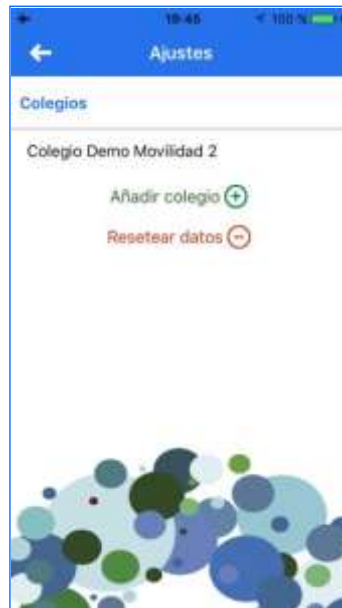 19:45 100 %
Ajustes
Colegios
Colegio Demo Movilidad 2
Añadir colegio
Resetear datos